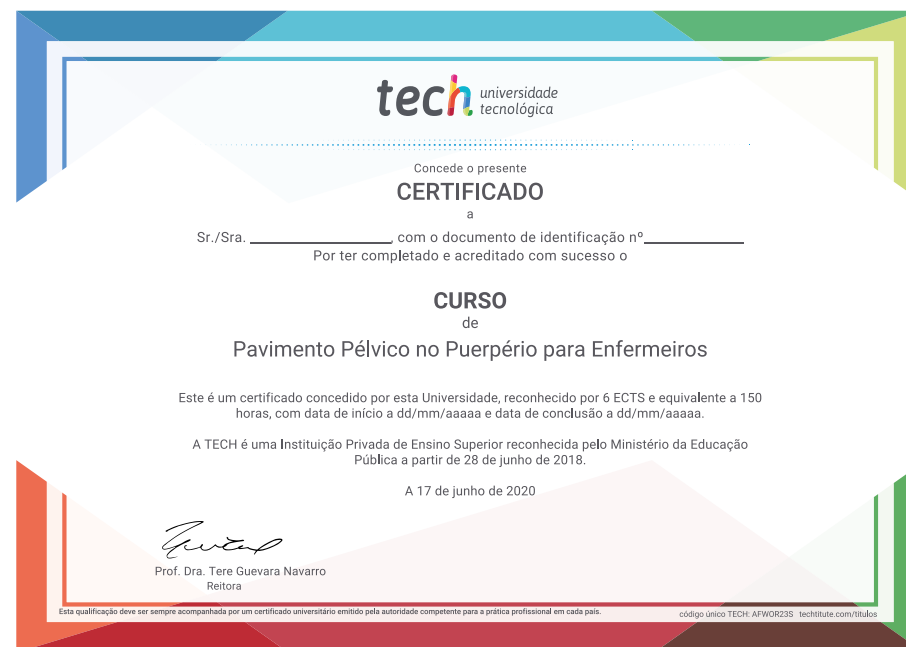 tech universidade
tecnológica
Concede o presente
CERTIFICADO
a
Sr./Sra. , com o documento de identificação nº
Por ter completado e acreditado com sucesso o
CURSO
de
Pavimento Pélvico no Puerpério para Enfermeiros
Este é um certificado concedido por esta Universidade, reconhecido por 6 ECTS e equivalente a 150
horas, com data de início a dd/mm/aaaaa e data de conclusão a dd/mm/aaaaa.
A TECH é uma Instituição Privada de Ensino Superior reconhecida pelo Ministério da Educação
Pública a partir de 28 de junho de 2018.
A 17 de junho de 2020
Prof. Dra. Tere Guevara Navarro
Reitora
Esta qualificação deve ser sempre acompanhada por um certificado universitário emitido pela autoridade competente para a prática profissional em cada país.
código único TECH: AFWOR23S techtitute.com/titulos